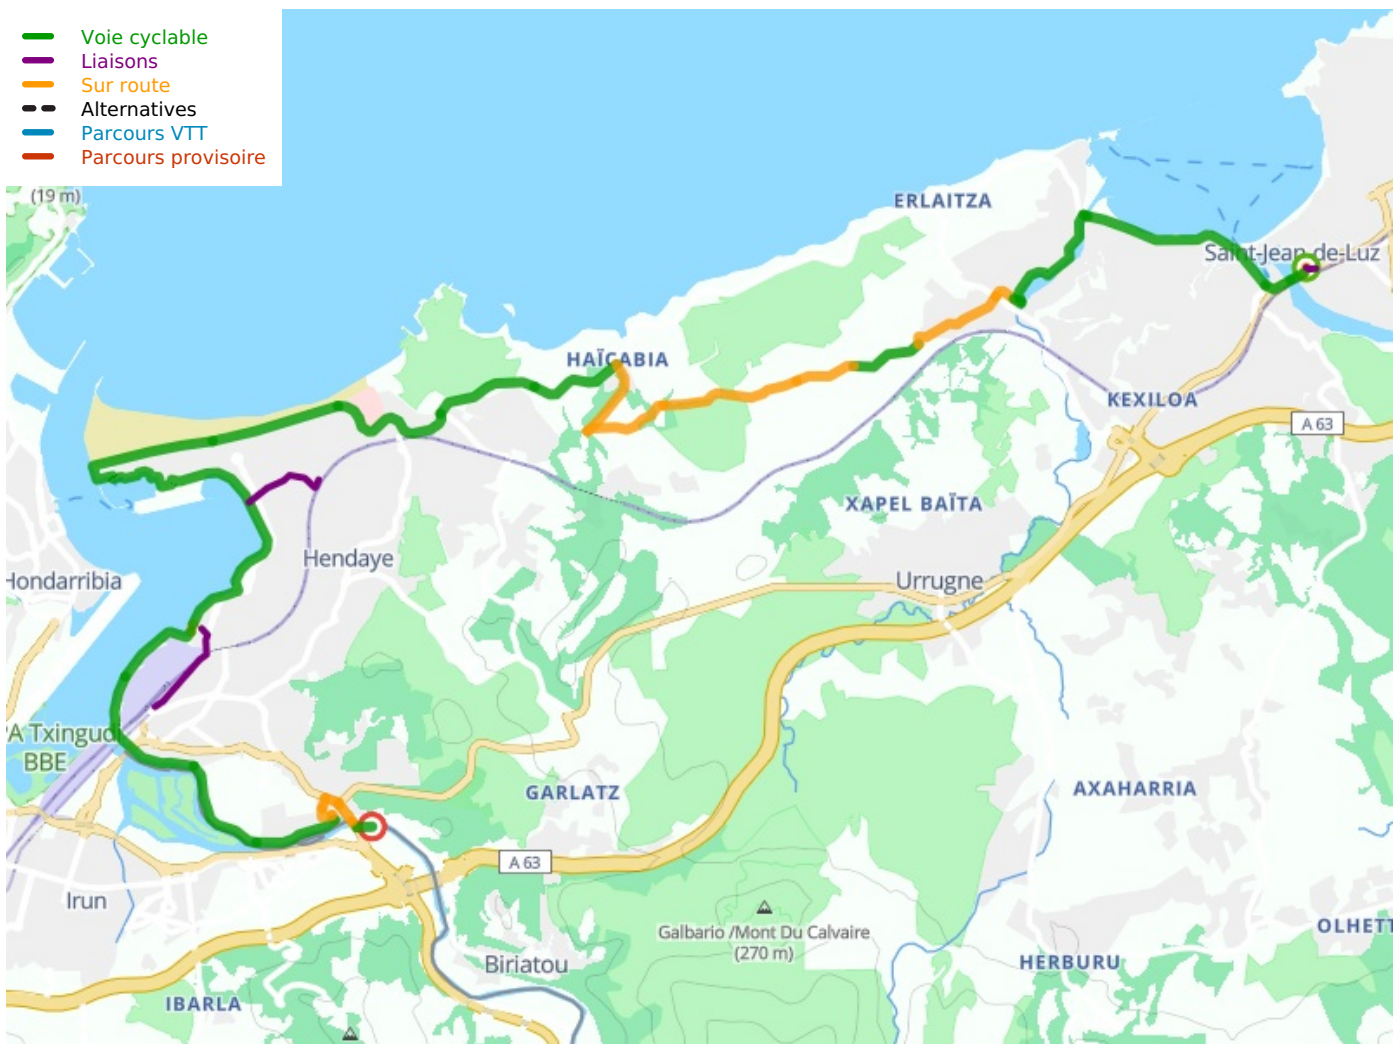 Voie cyclable
Liaisons
Sur route
Alternatives
Parcours VTT
Parcours provisoire
(19 m)
ERLAITZA
Saint-Jean-de-Luz
HAÏÇABIA
KEXILOA
A 63
XAPEL BAÏTA
Hendaye
Hondarribia
Urrugne
A Txingudi
BBE
GARLATZ
AXAHARRIA
A 63
Irun
Galbario /Mont Du Calvaire
(270 m)
OLHETT
Biriatou
HERBURU
IBARLA